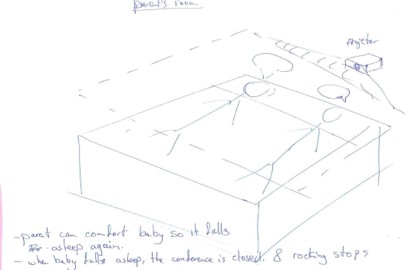 parent's room
projector
- parent can comfort baby so it falls
asleep again.
- when baby falls asleep, the conference is closed. & rocking stops